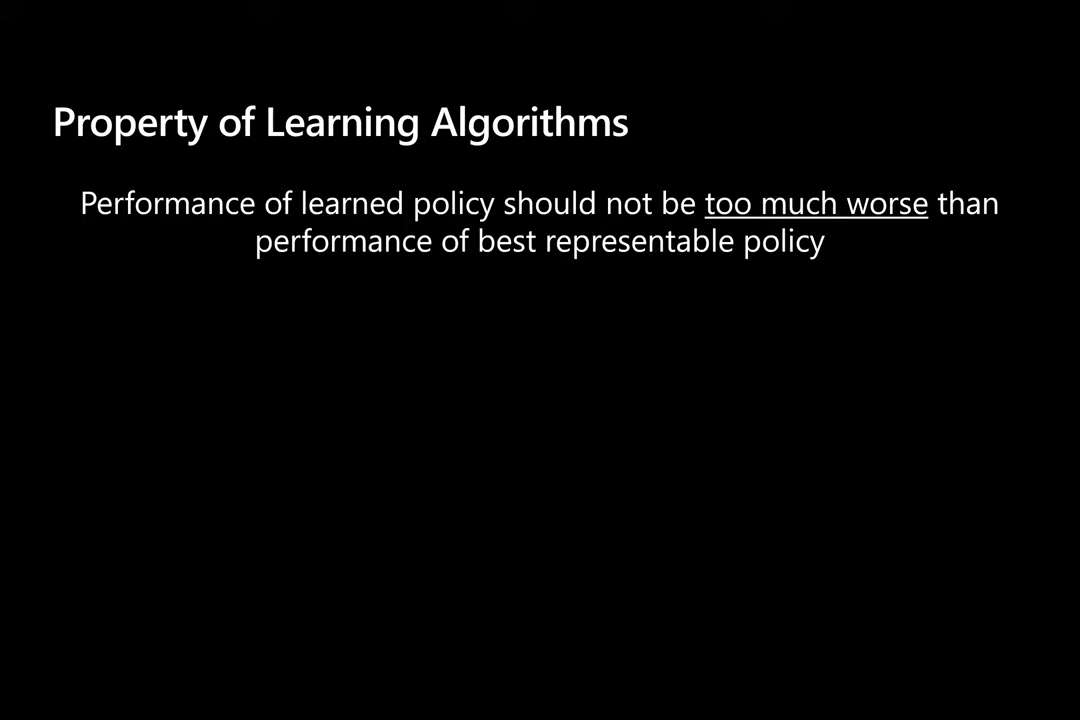 Property of Learning Algorithms
Performance of learned policy should not be too much worse than
performance of best representable policy